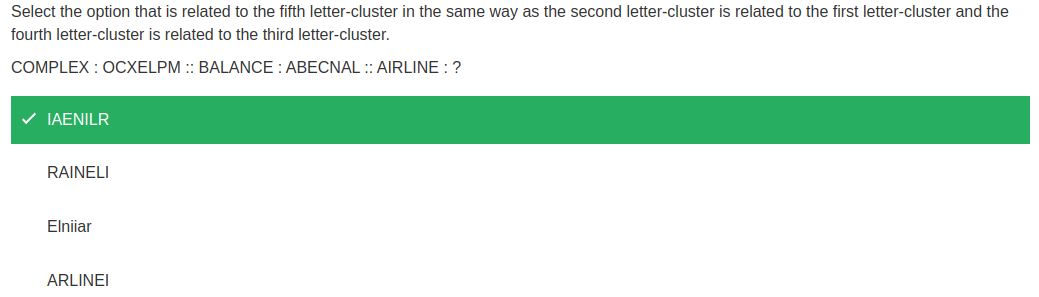 Select the option that is related to the fifth letter-cluster in the same way as the second letter-cluster is related to the first letter-cluster and the
fourth letter-cluster is related to the third letter-cluster.
COMPLEX : OCXELPM :: BALANCE : ABECNAL :: AIRLINE : ?
IAENILR
RAINELI
Elniiar
ARLINEI